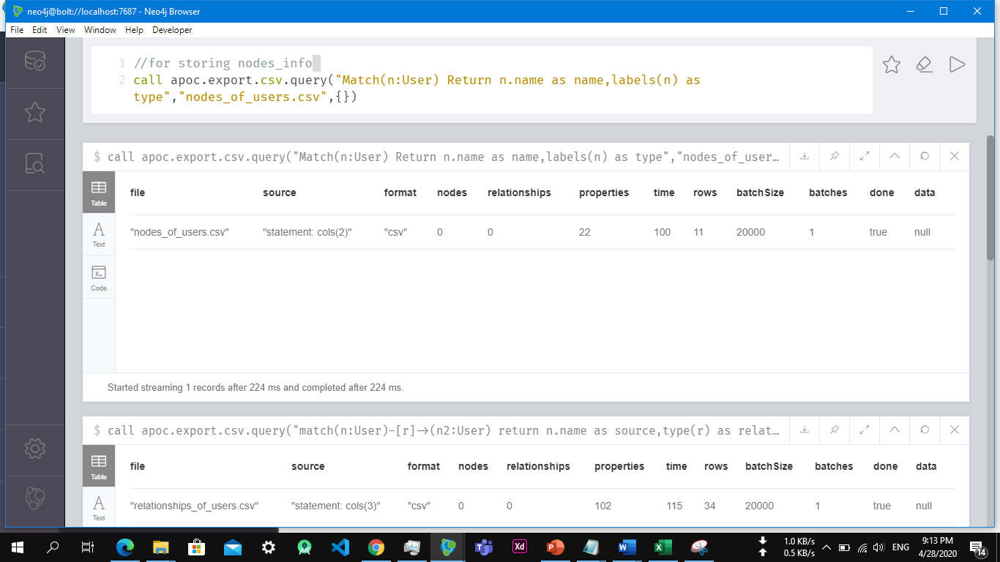 neo4j@bolt://localhost:7687 - Neo4j Browser
File Edit View Window Help Developer
1 //for storing nodes_info
2 call apoc.export.csv.query("Match(n:User) Return n.name as name,labels(n) as
type","nodes_of_users.csv",{})
$ call apoc.export.csv.query("Match(n:User) Return n.name as name,labels(n) as type","nodes_of_user…
Table
Text
Code
file source format nodes relationships properties time rows batchSize batches done data
"nodes_of_users.csv" "statement: cols(2)" "csv" 0 0 22 100 11 20000 1 true null
Started streaming 1 records after 224 ms and completed after 224 ms.
$ call apoc.export.csv.query("match(n:User)-[r]->(n2:User) return n.name as source,type(r) as relat…
Table
Text
file source format nodes relationships properties time rows batchSize batches done data
"relationships_of_users.csv" "statement: cols(3)" "csv" 0 0 102 115 34 20000 1 true null
Xd
1.0 KB/s
0.5 KB/s
ENG
9:13 PM
4/28/2020
14